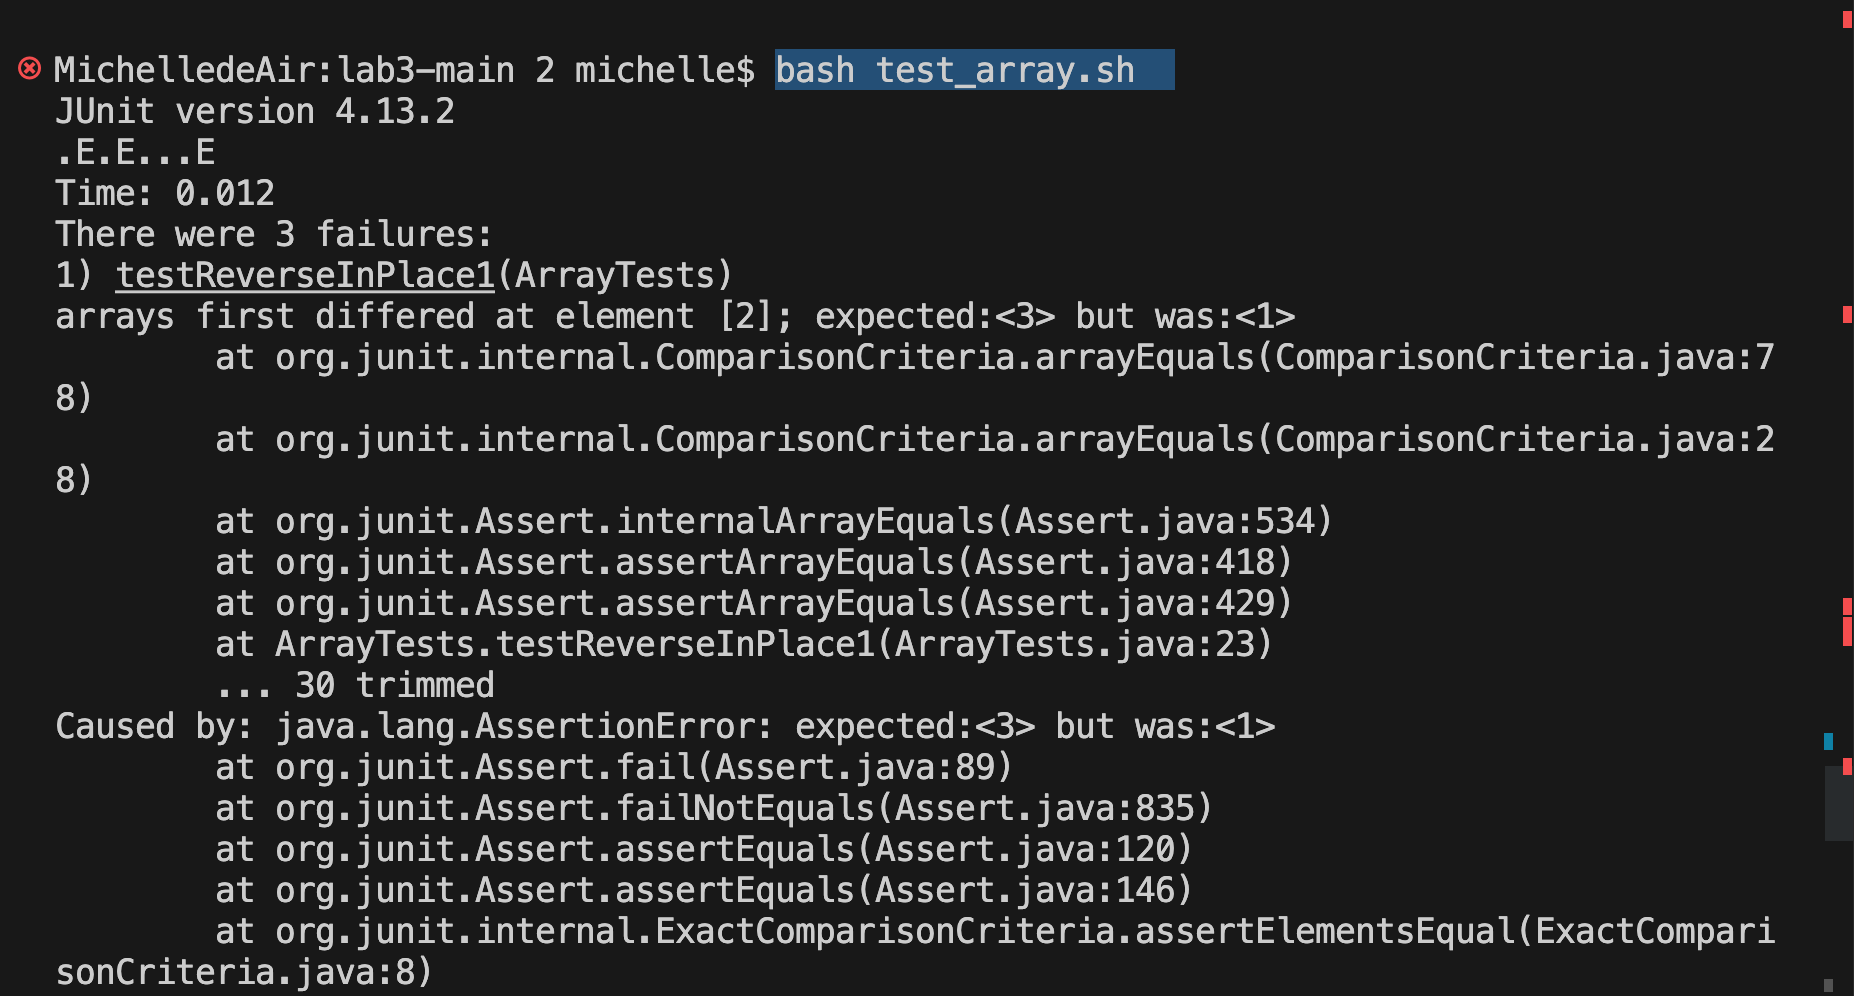 MichelledeAir:lab3-main 2 michelle$ bash test_array.sh
JUnit version 4.13.2
.E.E...E
Time: 0.012
There were 3 failures:
1) testReverseInPlace1(ArrayTests)
arrays first differed at element [2]; expected:<3> but was:<1>
        at org.junit.internal.ComparisonCriteria.arrayEquals(ComparisonCriteria.java:7
8)
        at org.junit.internal.ComparisonCriteria.arrayEquals(ComparisonCriteria.java:2
8)
        at org.junit.Assert.internalArrayEquals(Assert.java:534)
        at org.junit.Assert.assertArrayEquals(Assert.java:418)
        at org.junit.Assert.assertArrayEquals(Assert.java:429)
        at ArrayTests.testReverseInPlace1(ArrayTests.java:23)
        ... 30 trimmed
Caused by: java.lang.AssertionError: expected:<3> but was:<1>
        at org.junit.Assert.fail(Assert.java:89)
        at org.junit.Assert.failNotEquals(Assert.java:835)
        at org.junit.Assert.assertEquals(Assert.java:120)
        at org.junit.Assert.assertEquals(Assert.java:146)
        at org.junit.internal.ExactComparisonCriteria.assertElementsEqual(ExactCompari
sonCriteria.java:8)